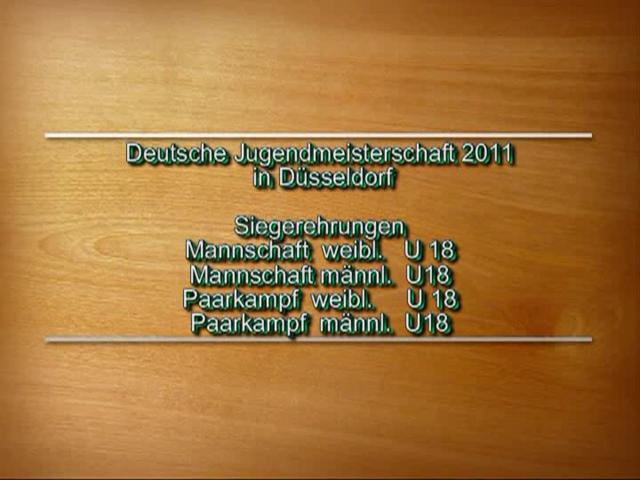 Deutsche Jugendmeisterschaft 2011
in Düsseldorf
Siegerehrungen
Mannschaft weibl. U 18
Mannschaft männl. U18
Paarkampf weibl. U 18
Paarkampf männl. U18